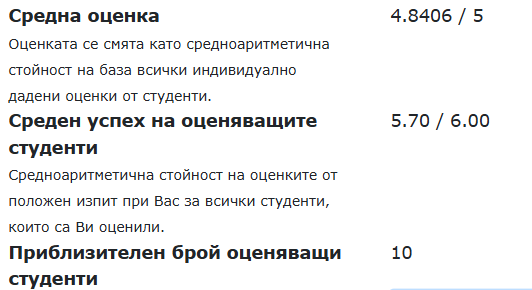 Средна оценка 4.8406 / 5
Оценката се смята като средноаритметична
стойност на база всички индивидуално
дадени оценки от студенти.
Среден успех на оценяващите 5.70 / 6.00
студенти
Средноаритметична стойност на оценките от
положен изпит при Вас за всички студенти,
които са Ви оценили.
Приблизителен брой оценяващи 10
студенти